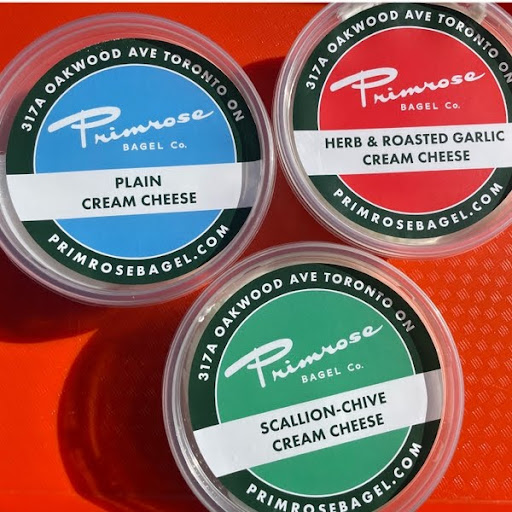 317A OAKWOOD AVE TORONTO ON
Primrose
BAGEL Co.
PLAIN
CREAM CHEESE
PRIMROSEBAGEL.COM
317A OAKWOOD AVE TORONTO ON
Primrose
BAGEL Co.
HERB & ROASTED GARLIC
CREAM CHEESE
PRIMROSEBAGEL.COM
317A OAKWOOD AVE TORONTO ON
Primrose
BAGEL Co.
SCALLION-CHIVE
CREAM CHEESE
PRIMROSEBAGEL.COM